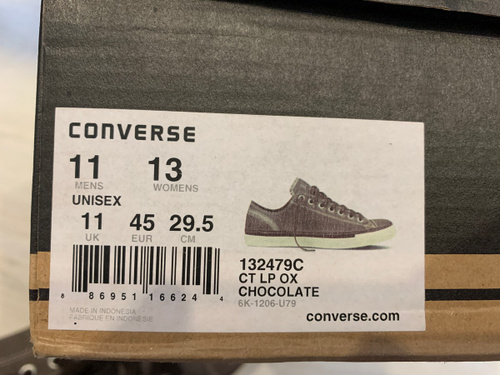 CONVERSE
11 13
MENS WOMENS
UNISEX
11 45 29.5
UK EUR CM
8 86951 16624 4
MADE IN INDONESIA
FABRIQUE EN INDONESIE
132479C
CT LP OX
CHOCOLATE
6K-1206-U79
converse.com